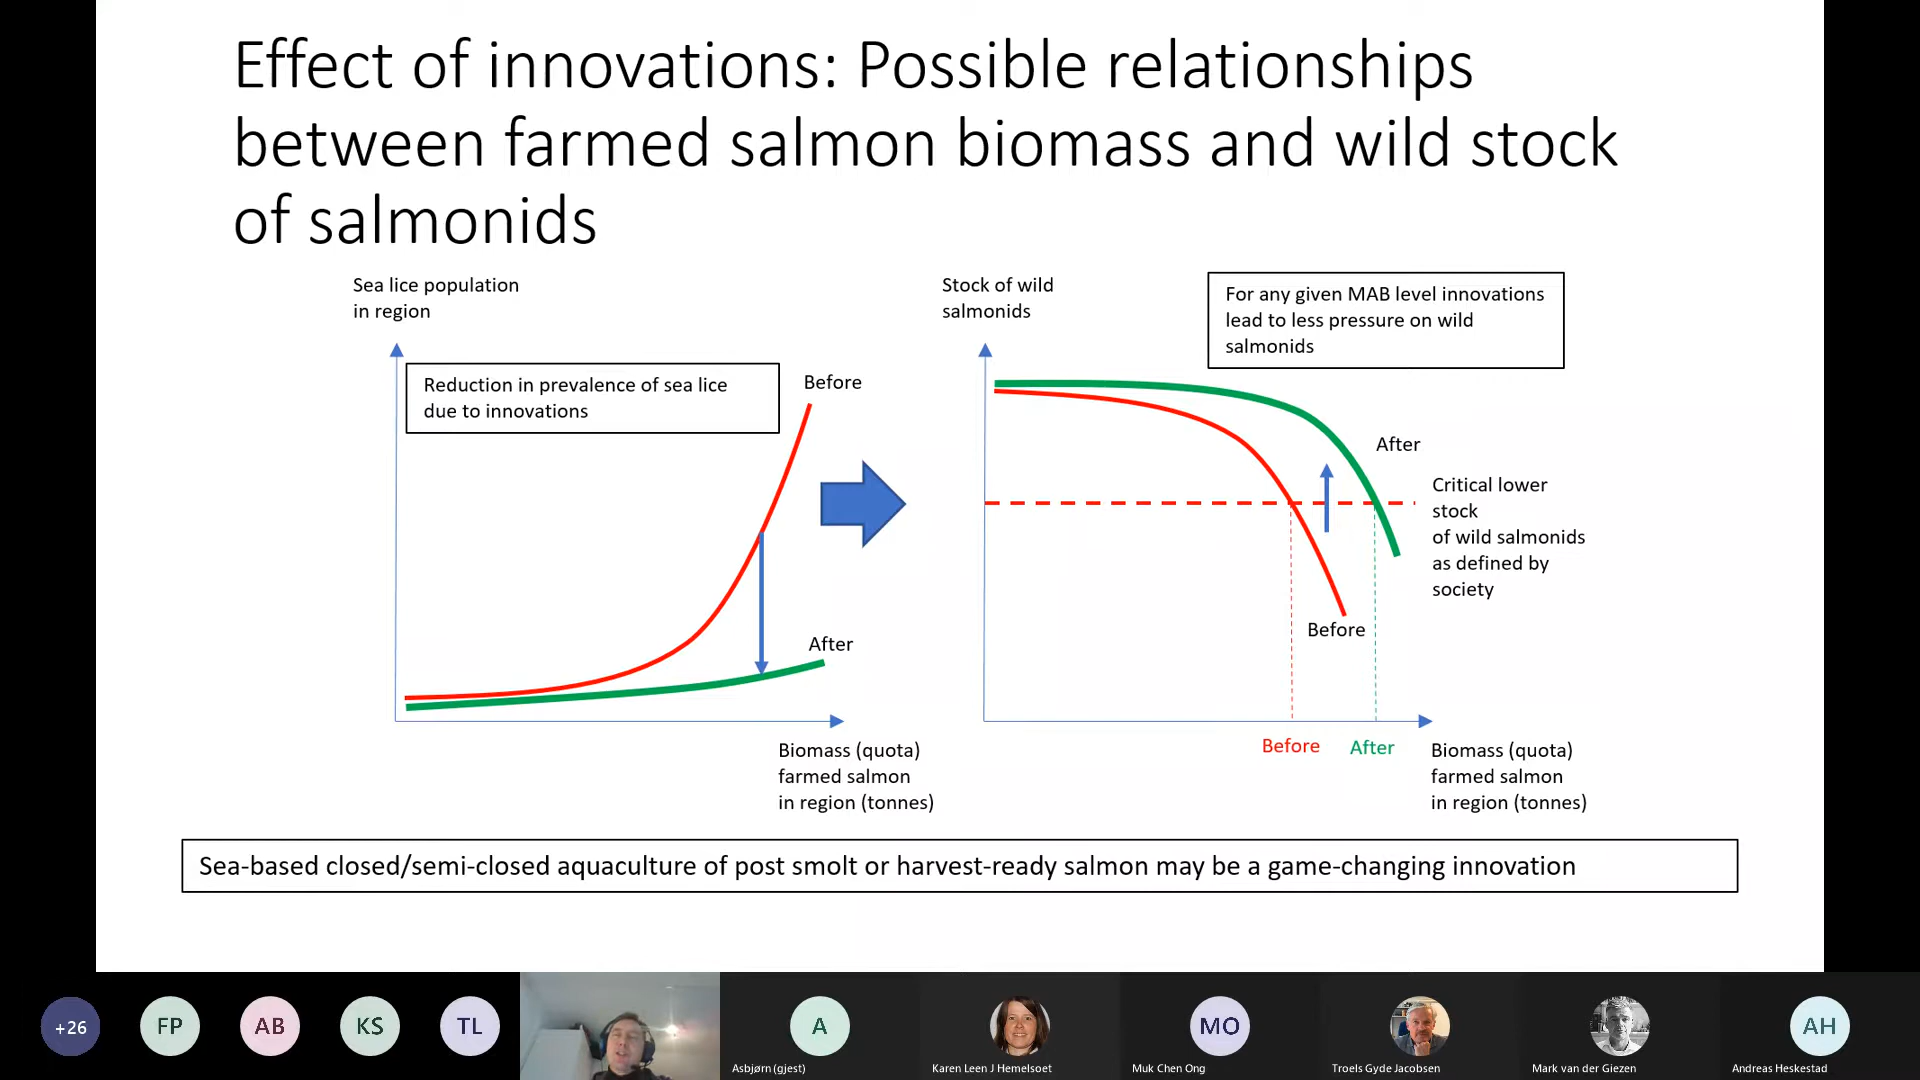 Effect of innovations: Possible relationships
between farmed salmon biomass and wild stock
of salmonids
Sea lice population
in region
Reduction in prevalence of sea lice
due to innovations
Before
After
Biomass (quota)
farmed salmon
in region (tonnes)
Stock of wild
salmonids
For any given MAB level innovations
lead to less pressure on wild
salmonids
After
Critical lower
stock
of wild salmonids
as defined by
society
Before
Before
After
Biomass (quota)
farmed salmon
in region (tonnes)
Sea-based closed/semi-closed aquaculture of post smolt or harvest-ready salmon may be a game-changing innovation
+26
FP
AB
KS
TL
A
MO
AH
Asbjørn (gjest)
Karen Leen J Hemelsoet
Muk Chen Ong
Troels Gyde Jacobsen
Mark van der Giezen
Andreas Heskestad